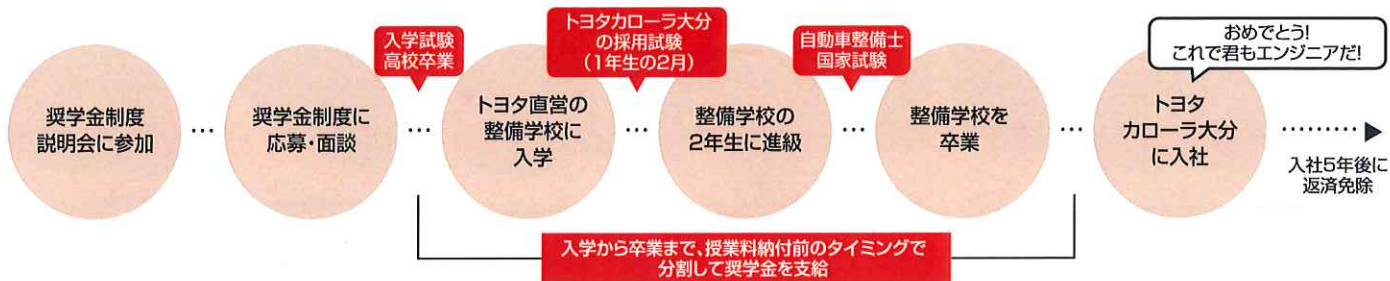 奨学金制度
説明会に参加
…
奨学金制度に
応募・面談
…
入学試験
高校卒業
トヨタ直営の
整備学校に
入学
…
トヨタカローラ大分
の採用試験
(1年生の2月)
整備学校の
2年生に進級
…
自動車整備士
国家試験
整備学校を
卒業
…
おめでとう!
これで君もエンジニアだ!
トヨタ
カローラ大分
に入社
入社5年後に
返済免除
入学から卒業まで、授業料納付前のタイミングで
分割して奨学金を支給